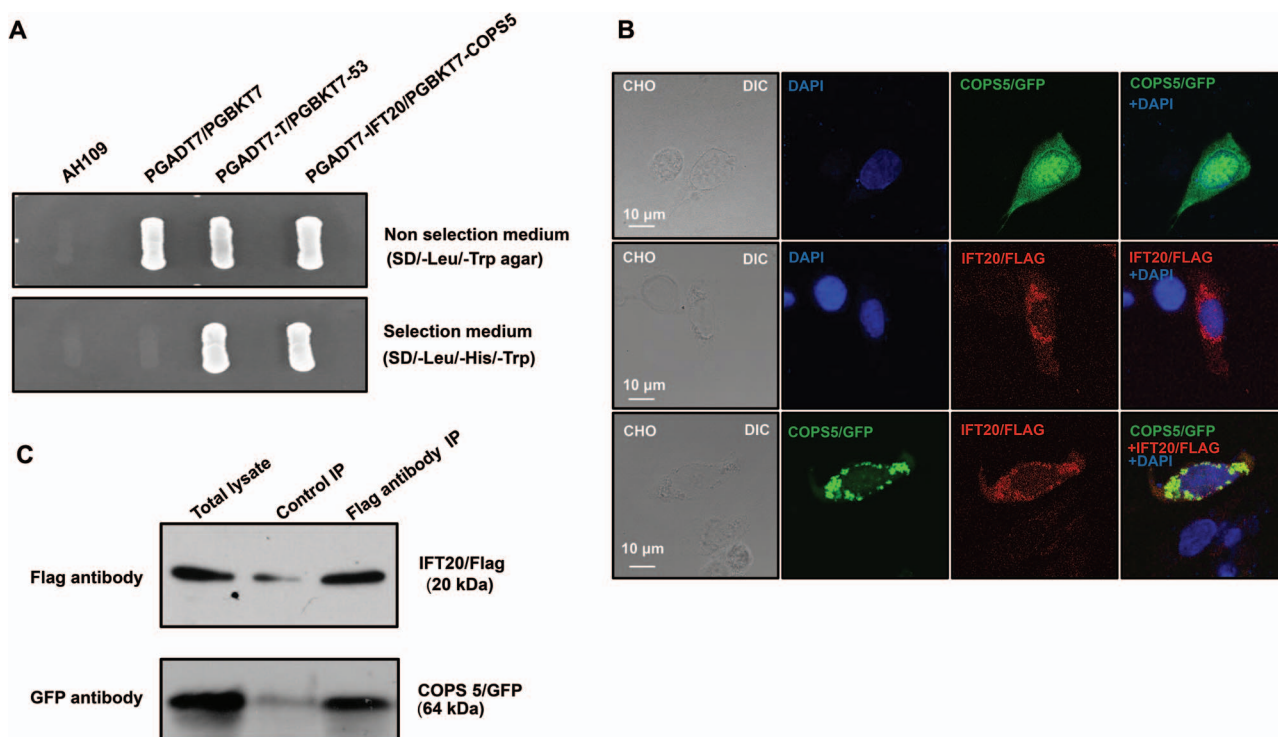 A
AH109
PGADT7/PGBKT7
PGADT7-T/PGBKT7-53
PGADT7-IFT20/PGBKT7-COPS5
Non selection medium
(SD/-Leu/-Trp agar)
Selection medium
(SD/-Leu/-His/-Trp)
B
CHO
DIC
10 µm
DAPI
COPS5/GFP
COPS5/GFP
+DAPI
CHO
DIC
10 µm
DAPI
IFT20/FLAG
IFT20/FLAG
+DAPI
CHO
DIC
10 µm
COPS5/GFP
IFT20/FLAG
COPS5/GFP
+IFT20/FLAG
+DAPI
C
Total lysate
Control IP
Flag antibody IP
Flag antibody
IFT20/Flag
(20 kDa)
GFP antibody
COPS 5/GFP
(64 kDa)